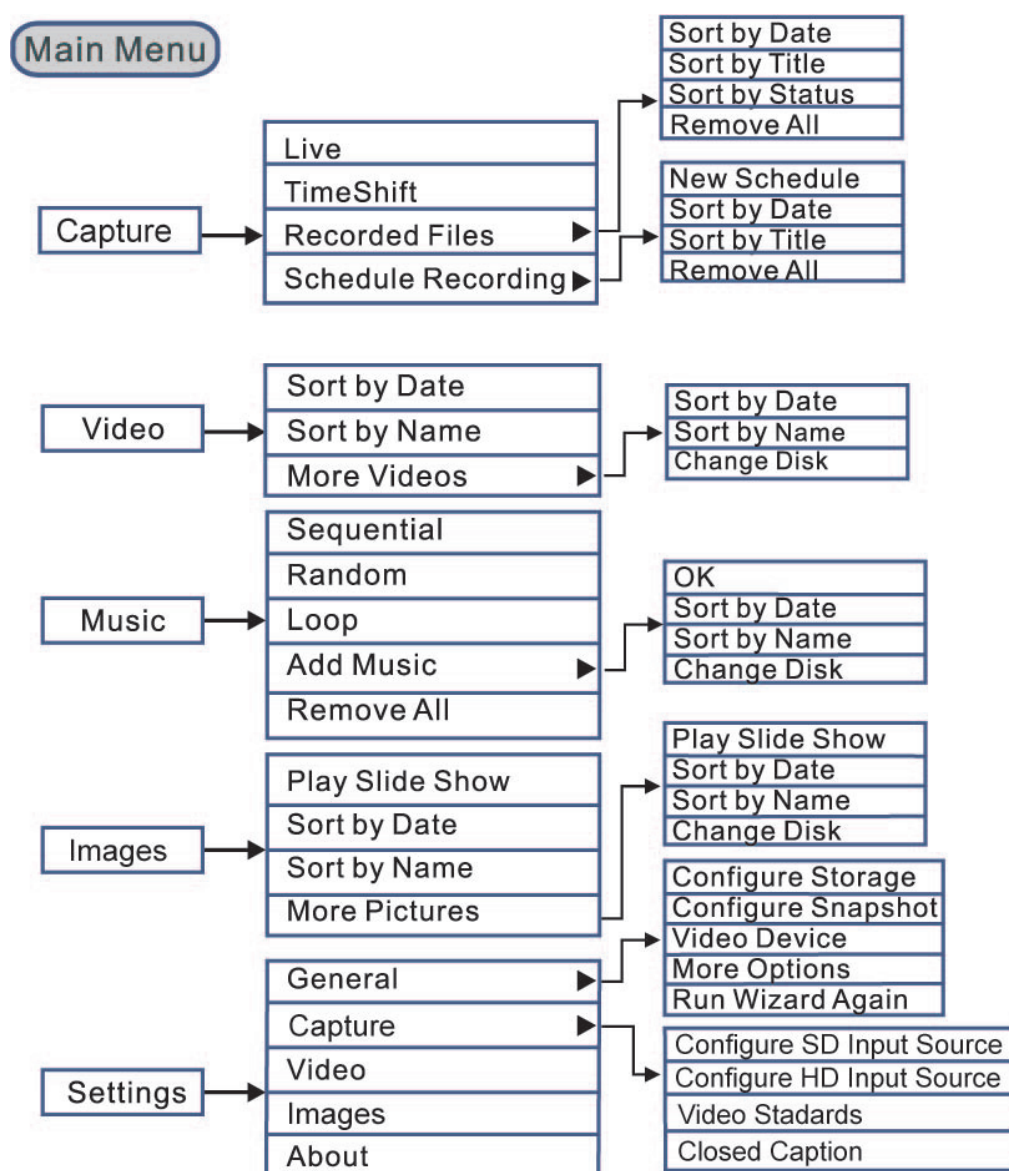 Main Menu
Capture
Live
TimeShift
Recorded Files
Schedule Recording
Sort by Date
Sort by Title
Sort by Status
Remove All
New Schedule
Sort by Date
Sort by Title
Remove All
Video
Sort by Date
Sort by Name
More Videos
Sort by Date
Sort by Name
Change Disk
Music
Sequential
Random
Loop
Add Music
Remove All
OK
Sort by Date
Sort by Name
Change Disk
Images
Play Slide Show
Sort by Date
Sort by Name
More Pictures
Play Slide Show
Sort by Date
Sort by Name
Change Disk
Settings
General
Capture
Video
Images
About
Configure Storage
Configure Snapshot
Video Device
More Options
Run Wizard Again
Configure SD Input Source
Configure HD Input Source
Video Stadards
Closed Caption